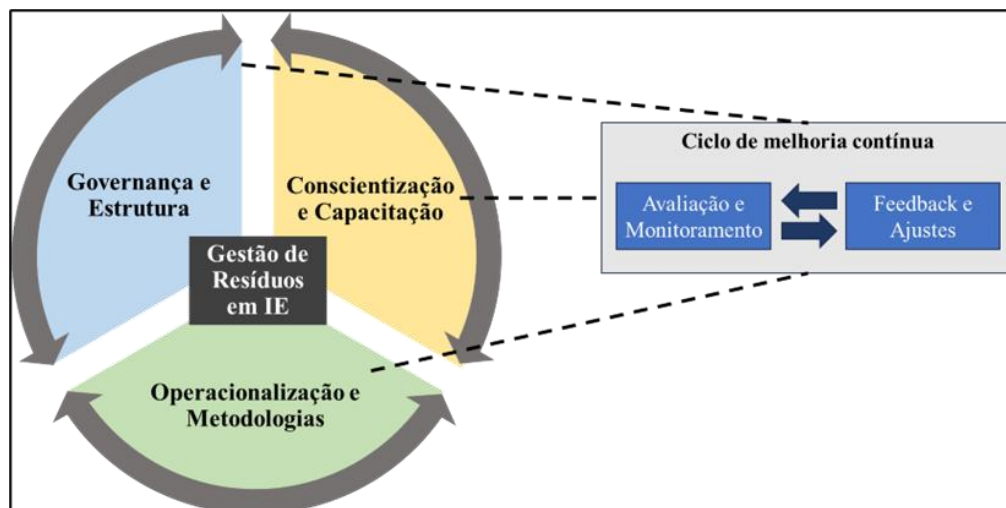 Governança e
Estrutura
Conscientização
e Capacitação
Gestão de
Resíduos
em IE
Operacionalização e
Metodologias
Ciclo de melhoria contínua
Avaliação e
Monitoramento
Feedback e
Ajustes